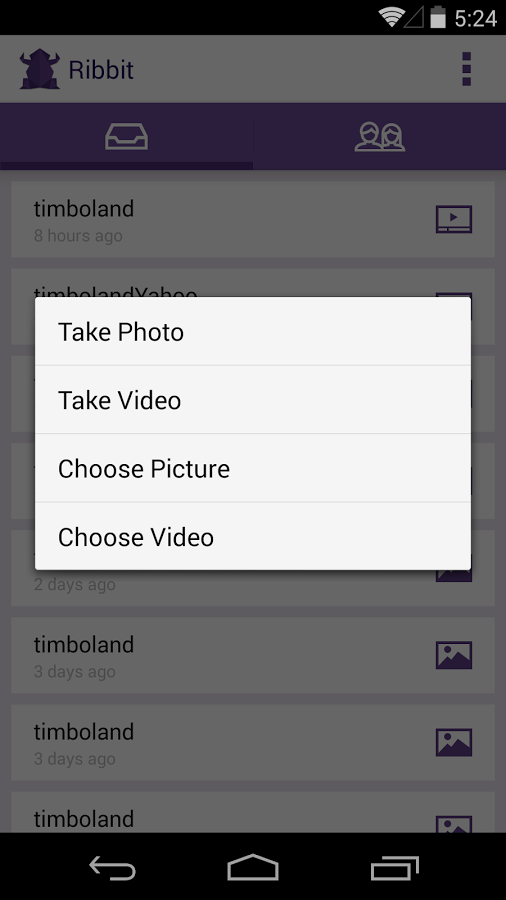 5:24
Ribbit
timboland
8 hours ago
timbolandYahoo
Take Photo
Take Video
Choose Picture
Choose Video
2 days ago
timboland
3 days ago
timboland
3 days ago
timboland